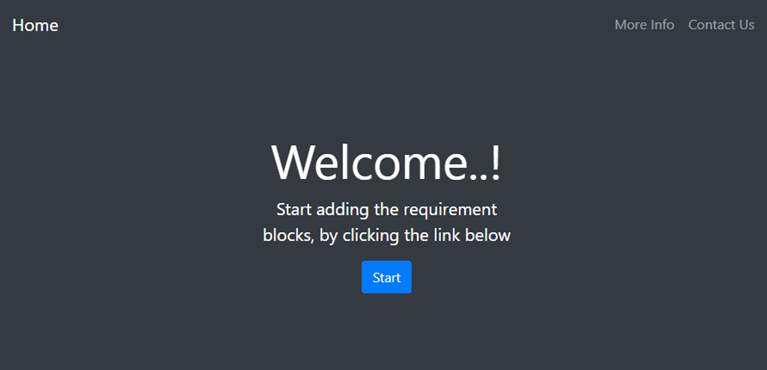 Home
More Info
Contact Us
Welcome..!
Start adding the requirement
blocks, by clicking the link below
Start